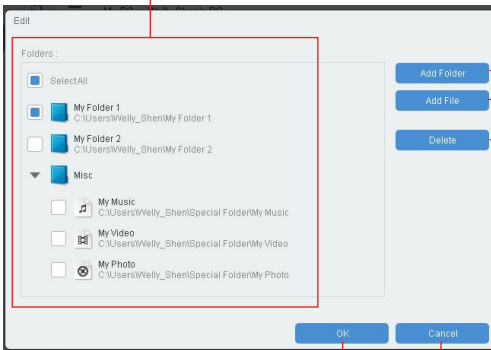 Edit
Folders :
SelectAll
Add Folder
My Folder 1
C:\Users\Welly_Shen\My Folder 1
Add File
My Folder 2
C:\Users\Welly_Shen\My Folder 2
Delete
Misc
My Music
C:\Users\Welly_Shen\Special Folder\My Music
My Video
C:\Users\Welly_Shen\Special Folder\My Video
My Photo
C:\Users\Welly_Shen\Special Folder\My Photo
OK
Cancel